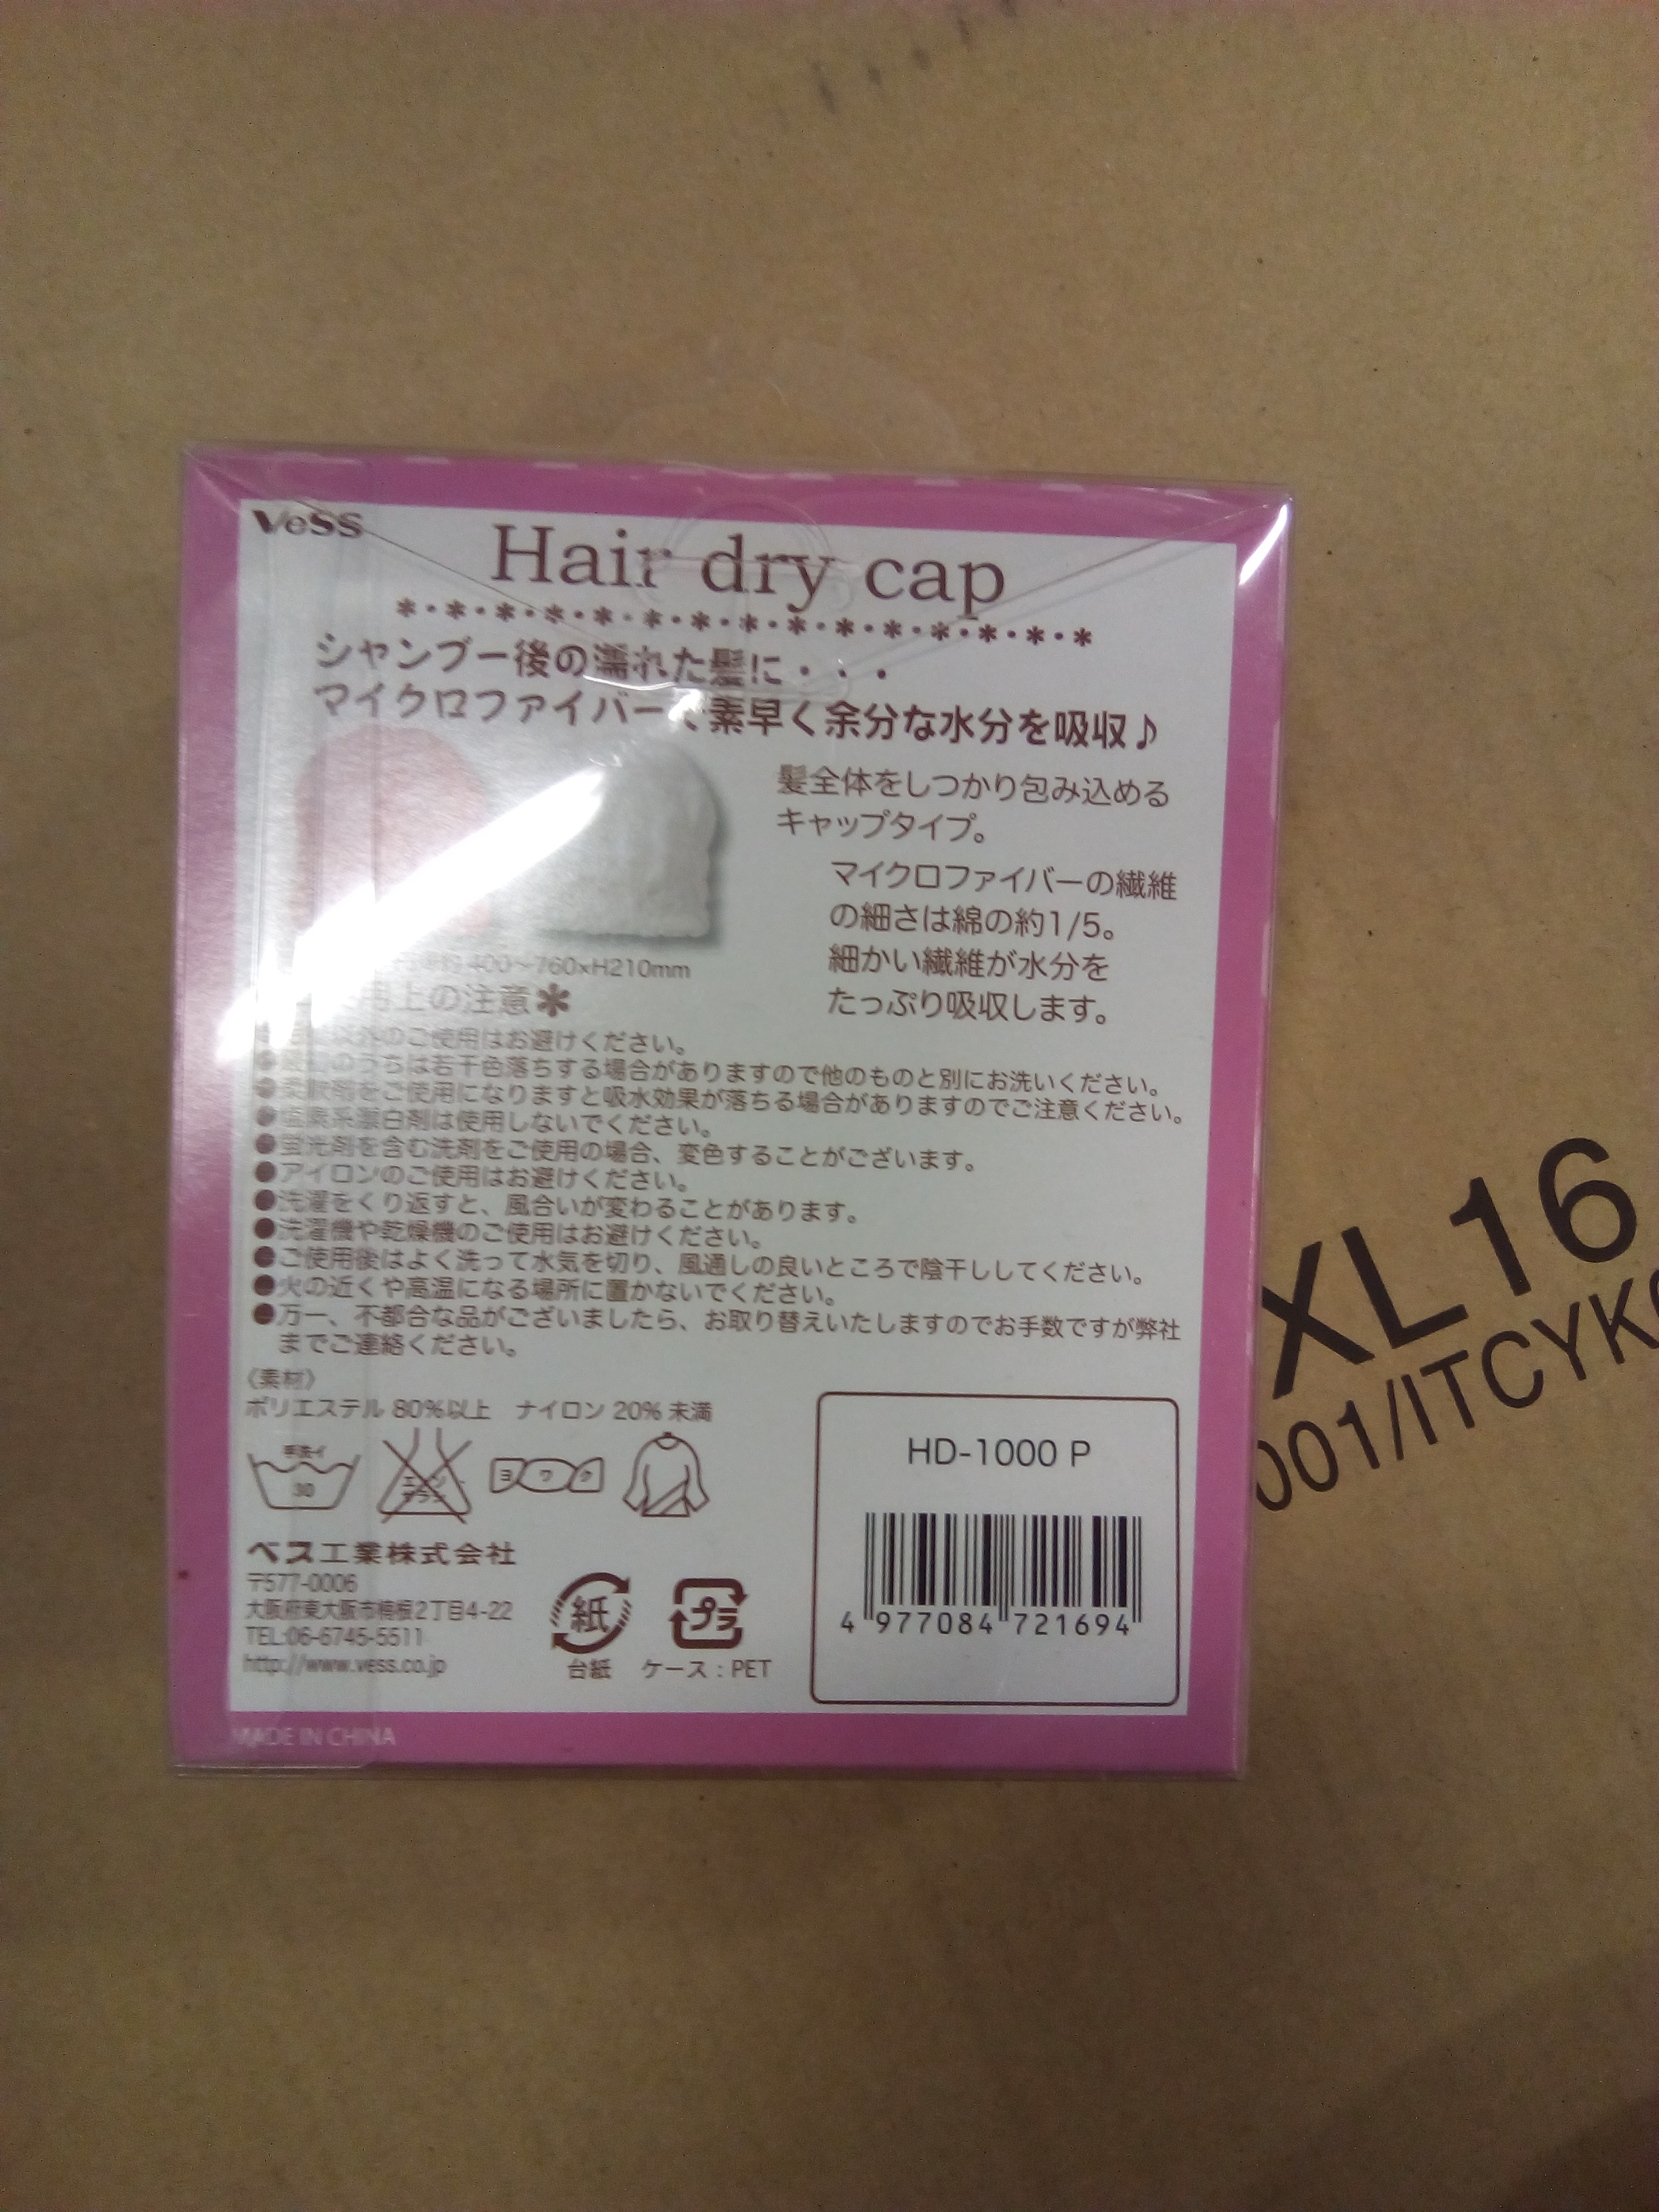 VeSS
Hair dry cap
シャンプー後の濡れた髪に・・・
マイクロファイバーで素早く余分な水分を吸収♪
髪全体をしっかり包み込める
キャップタイプ。
マイクロファイバーの繊維
の細さは綿の約1/5。
細かい繊維が水分を
たっぷり吸収します。
約400〜760×H210mm
用上の注意＊
のご使用はお避けください。
●最初のうちは若干色落ちする場合がありますので他のものと別にお洗いください。
●柔軟剤をご使用になりますと吸水効果が落ちる場合がありますのでご注意ください。
●塩素系漂白剤は使用しないでください。
●蛍光剤を含む洗剤をご使用の場合、変色することがございます。
●アイロンのご使用はお避けください。
●洗濯をくり返すと、風合いが変わることがあります。
●洗濯機や乾燥機のご使用はお避けください。
●ご使用後はよく洗って水気を切り、風通しの良いところで陰干ししてください。
●火の近くや高温になる場所に置かないでください。
●万一、不都合な品がございましたら、お取り替えいたしますのでお手数ですが弊社
までご連絡ください。
〈素材〉
ポリエステル 80%以上 ナイロン 20% 未満
手洗イ
30
エンソ
サラシ
ヨワク
ベス工業株式会社
〒577-0006
大阪府東大阪市楠根2丁目4-22
TEL:06-6745-5511
http://www.vess.co.jp
紙
台紙
プラ
ケース：PET
HD-1000 P
4 977084 721694
MADE IN CHINA
XL16
001/ITCYK